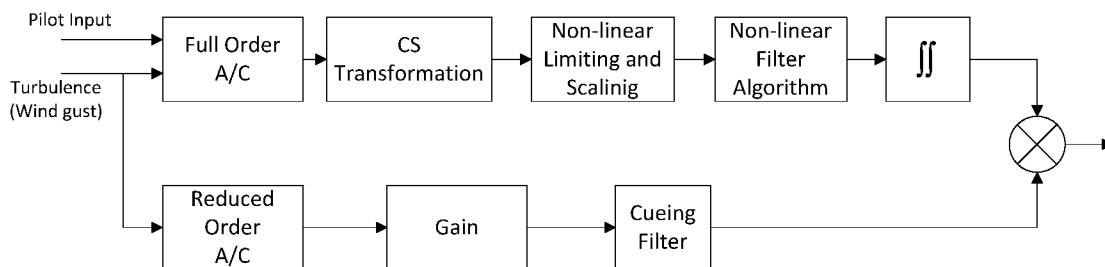 Pilot Input
Turbulence
(Wind gust)
Full Order
A/C
CS
Transformation
Non-linear
Limiting and
Scalinig
Non-linear
Filter
Algorithm
∬
Reduced
Order
A/C
Gain
Cueing
Filter